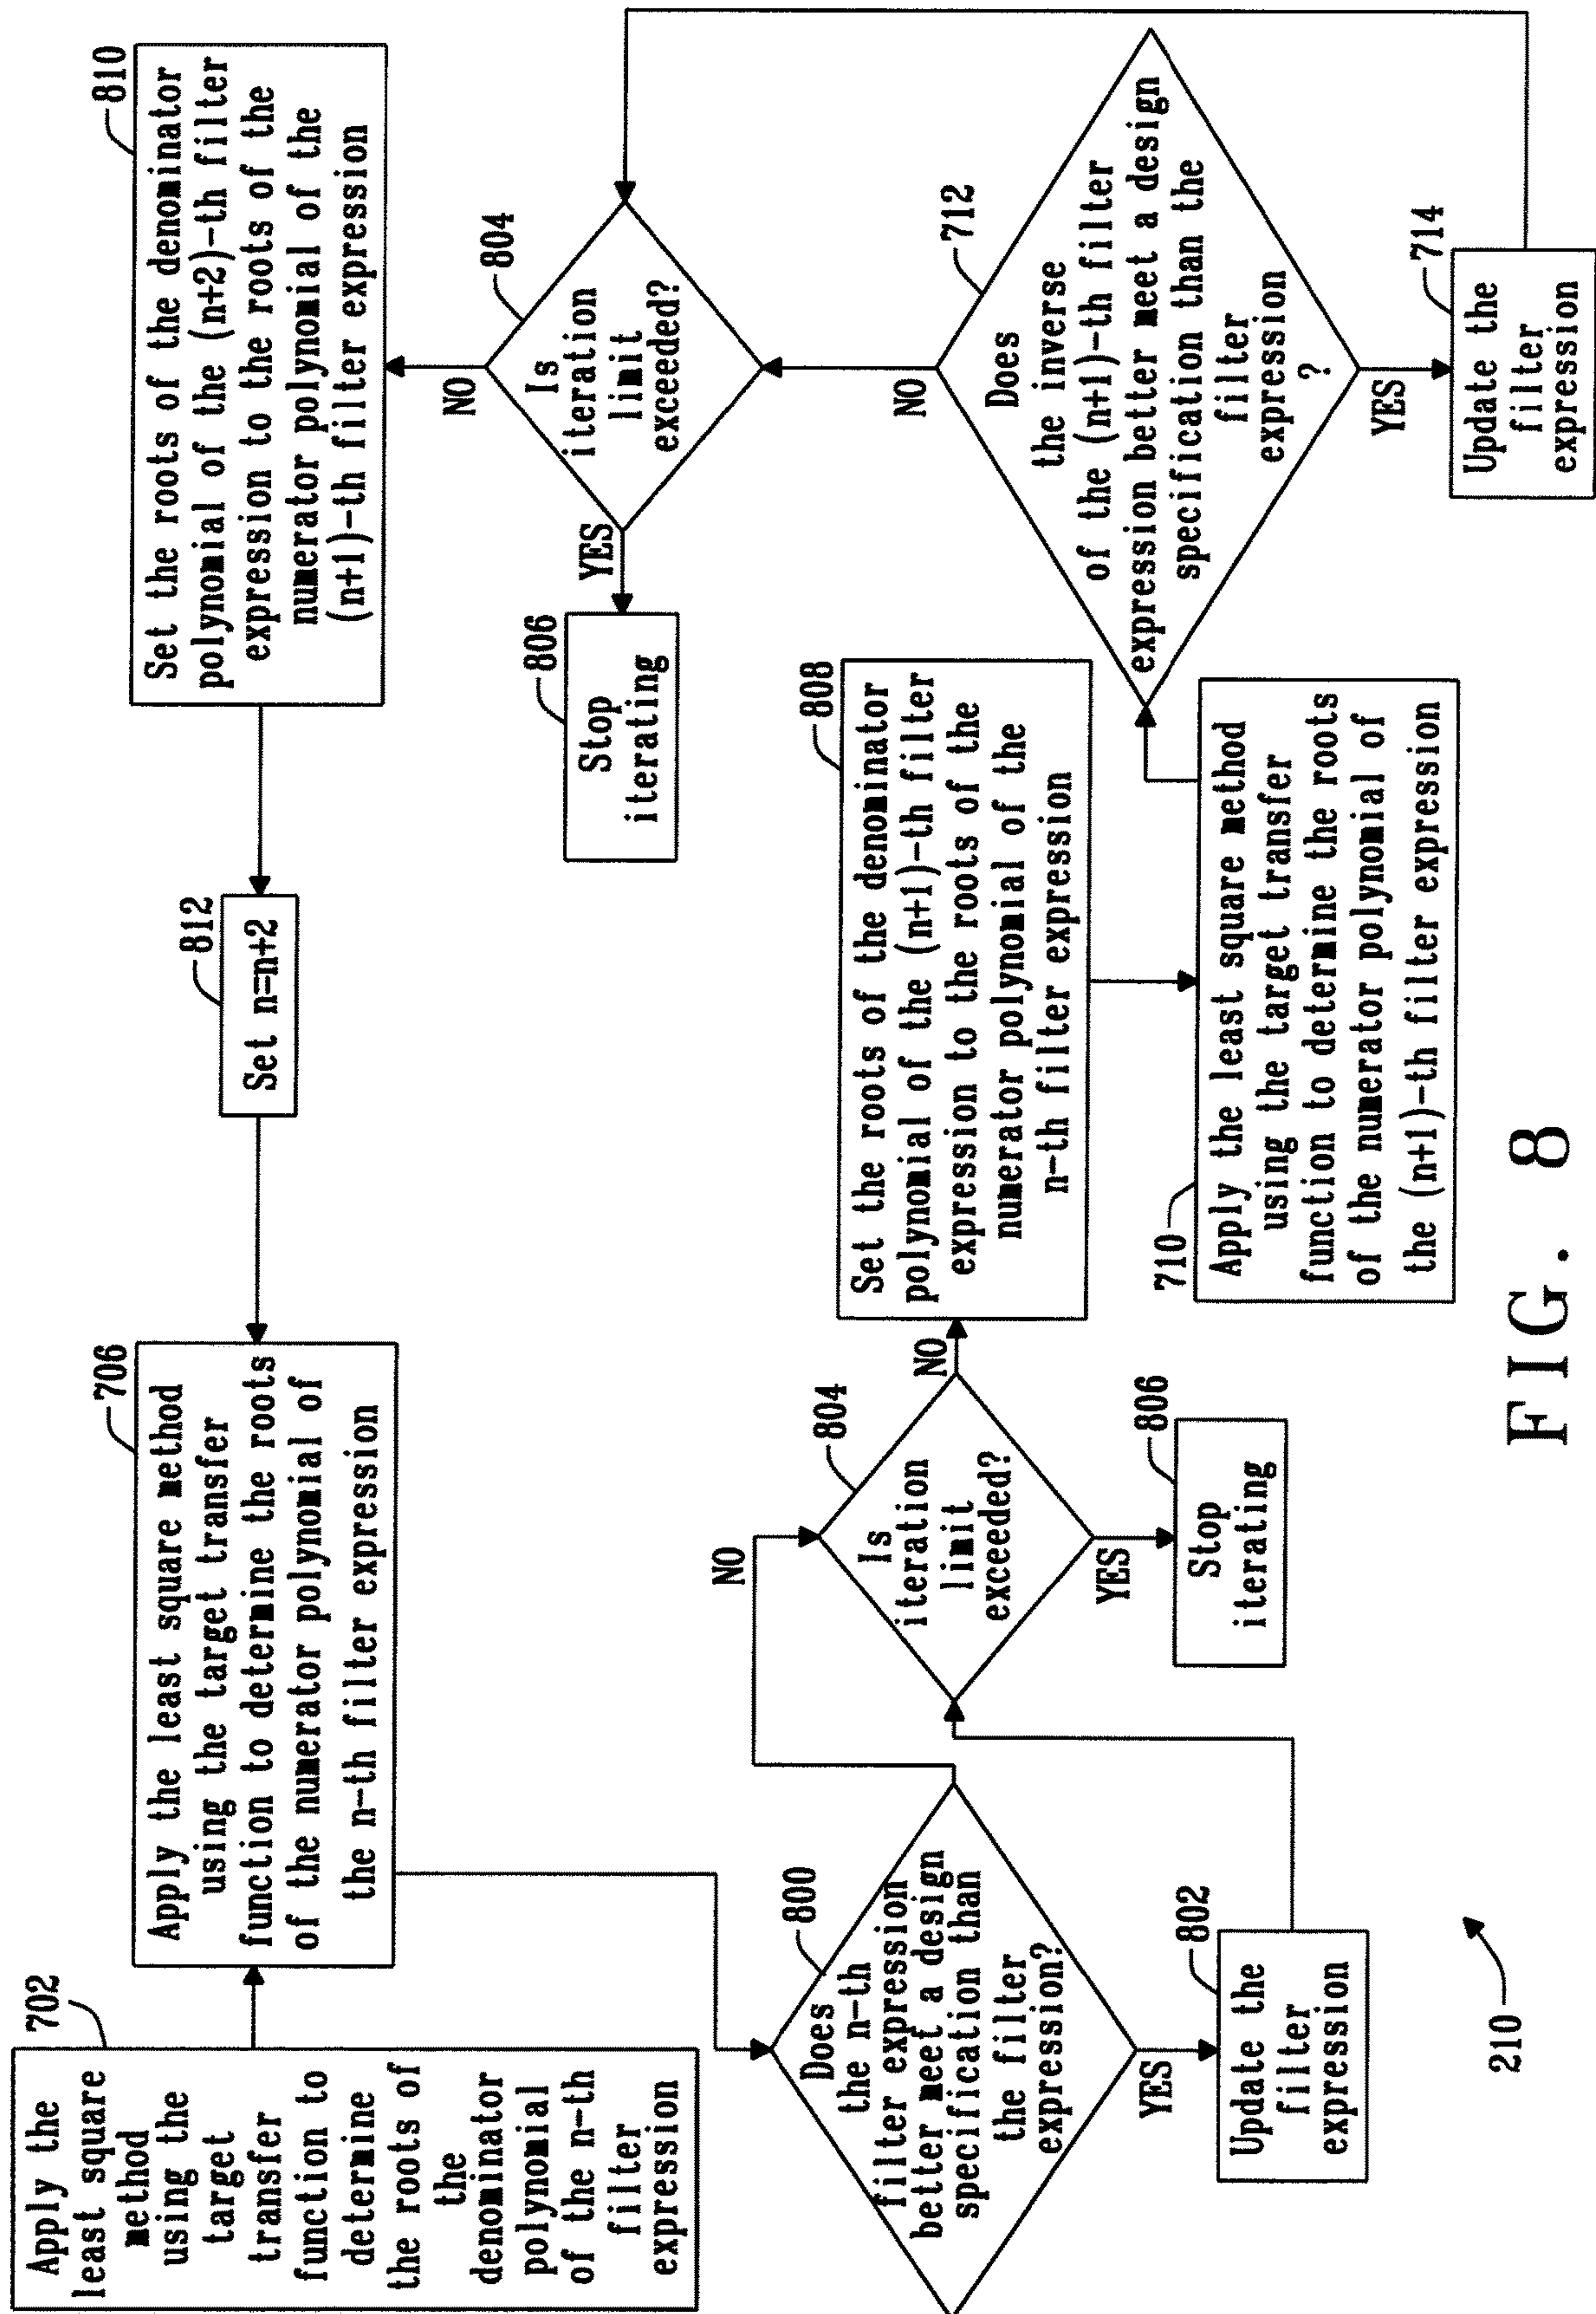 702
Apply the
least square
method
using the
target
transfer
function to
determine
the roots of
the
denominator
polynomial
of the n-th
filter
expression
706
Apply the least square method
using the target transfer
function to determine the roots
of the numerator polynomial of
the n-th filter expression
812
Set n=n+2
810
Set the roots of the denominator
polynomial of the (n+2)-th filter
expression to the roots of the
numerator polynomial of the
(n+1)-th filter expression
800
Does
the n-th
filter expression
better meet a design
specification than
the filter
expression?
NO
YES
802
Update the
filter
expression
804
Is
iteration
limit
exceeded?
NO
YES
806
Stop
iterating
808
Set the roots of the denominator
polynomial of the (n+1)-th filter
expression to the roots of the
numerator polynomial of the
n-th filter expression
710
Apply the least square method
using the target transfer
function to determine the roots
of the numerator polynomial of
the (n+1)-th filter expression
712
Does
the inverse
of the (n+1)-th filter
expression better meet a design
specification than the
filter
expression
?
NO
YES
714
Update the
filter
expression
804
Is
iteration
limit
exceeded?
NO
YES
806
Stop
iterating
210
FIG. 8